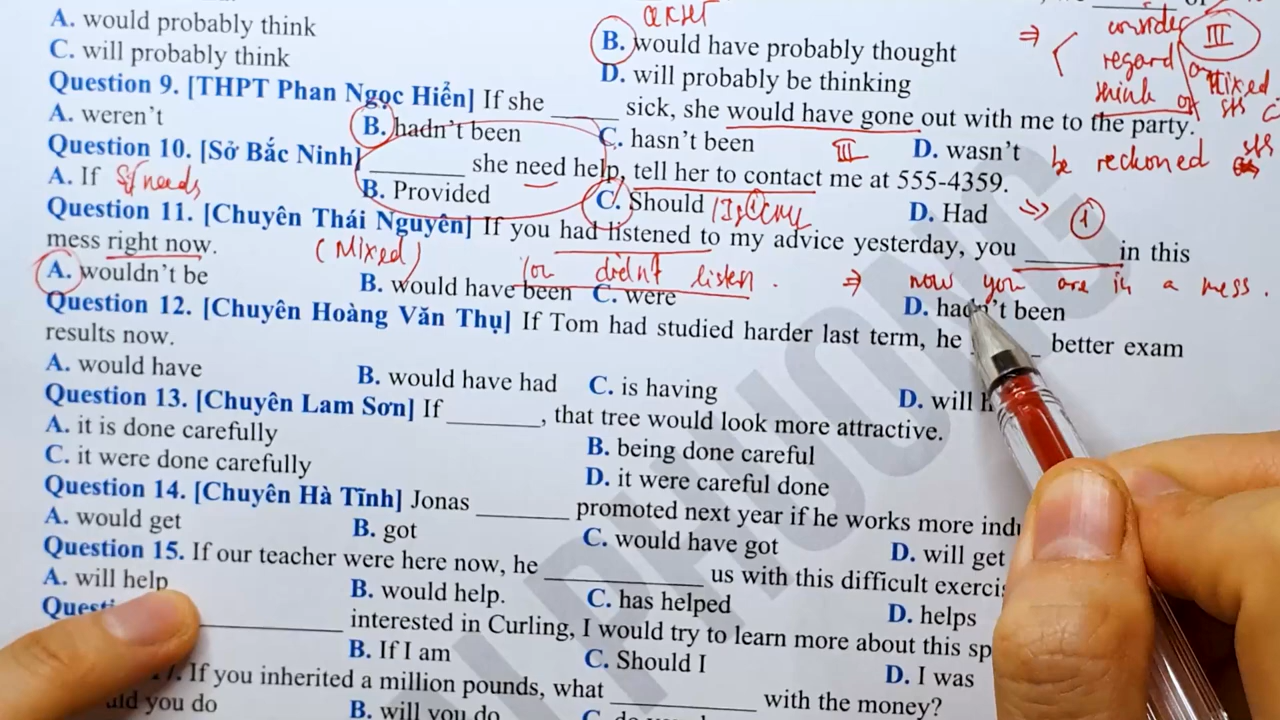 A. would probably think
B. would have probably thought
C. will probably think
D. will probably be thinking
Question 9. [THPT Phan Ngọc Hiển] If she ______ sick, she would have gone out with me to the party.
A. weren't B. hadn't been C. hasn't been D. wasn't
Question 10. [Sở Bắc Ninh] ______ she need help, tell her to contact me at 555-4359.
A. If B. Provided C. Should D. Had
Question 11. [Chuyên Thái Nguyên] If you had listened to my advice yesterday, you ______ in this
mess right now.
A. wouldn't be B. would have been C. were D. hadn't been
Question 12. [Chuyên Hoàng Văn Thụ] If Tom had studied harder last term, he ______ better exam
results now.
A. would have B. would have had C. is having D. will
Question 13. [Chuyên Lam Sơn] If ______, that tree would look more attractive.
A. it is done carefully B. being done careful
C. it were done carefully D. it were careful done
Question 14. [Chuyên Hà Tĩnh] Jonas ______ promoted next year if he works more
A. would get B. got C. would have got D. will get
Question 15. If our teacher were here now, he ______ us with this difficult
A. will help B. would help. C. has helped D. helps
______ interested in Curling, I would try to learn more about this
B. If I am C. Should I D. I was
If you inherited a million pounds, what ______ with the money?
you do B. will you do
consider
III
regard
think of
Mixed
sth
be reckoned
III
needs
(Mixed)
you didn't listen. ⇒ now you are in a mess.